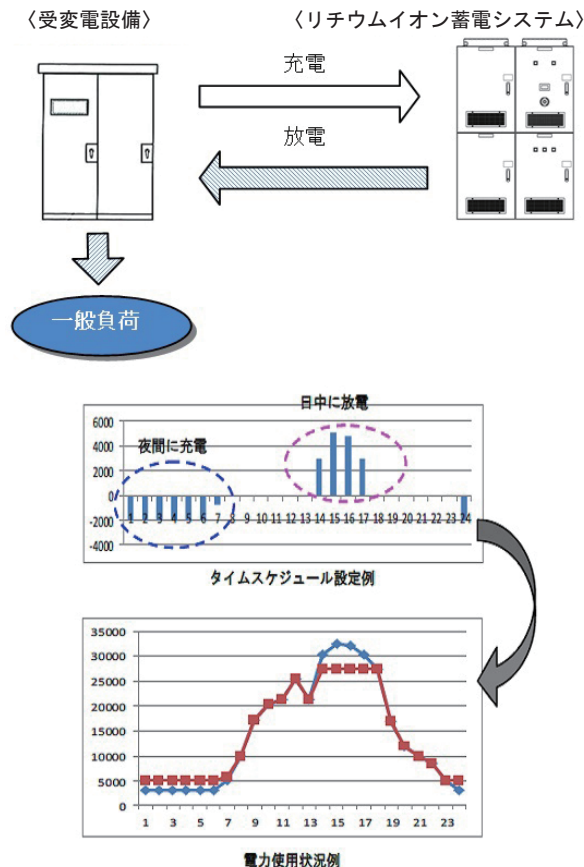 〈受変電設備〉 〈リチウムイオン蓄電システム〉
充電
放電
一般負荷
日中に放電
夜間に充電
6000
4000
2000
0
-2000
-4000
1 2 3 4 5 6 7 8 9 10 11 12 13 14 15 16 17 18 19 20 21 22 23 24
タイムスケジュール設定例
35000
30000
25000
20000
15000
10000
5000
0
1 3 5 7 9 11 13 15 17 19 21 23
電力使用状況例